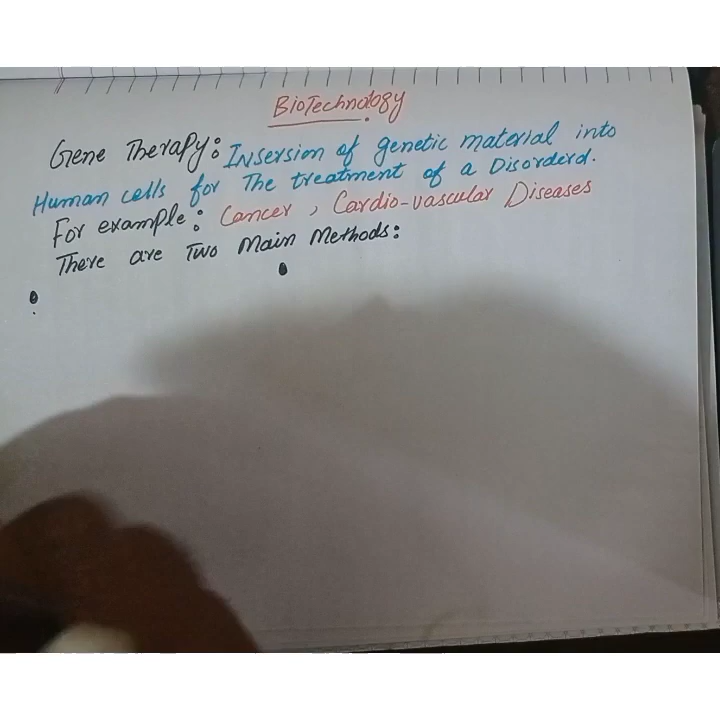 BioTechnology
Gene Therapy: Insersion of genetic material into
Human cells for The treatment of a Disorderd.
For example: Cancer, Cardio-vascular Diseases
There are Two Main Methods: